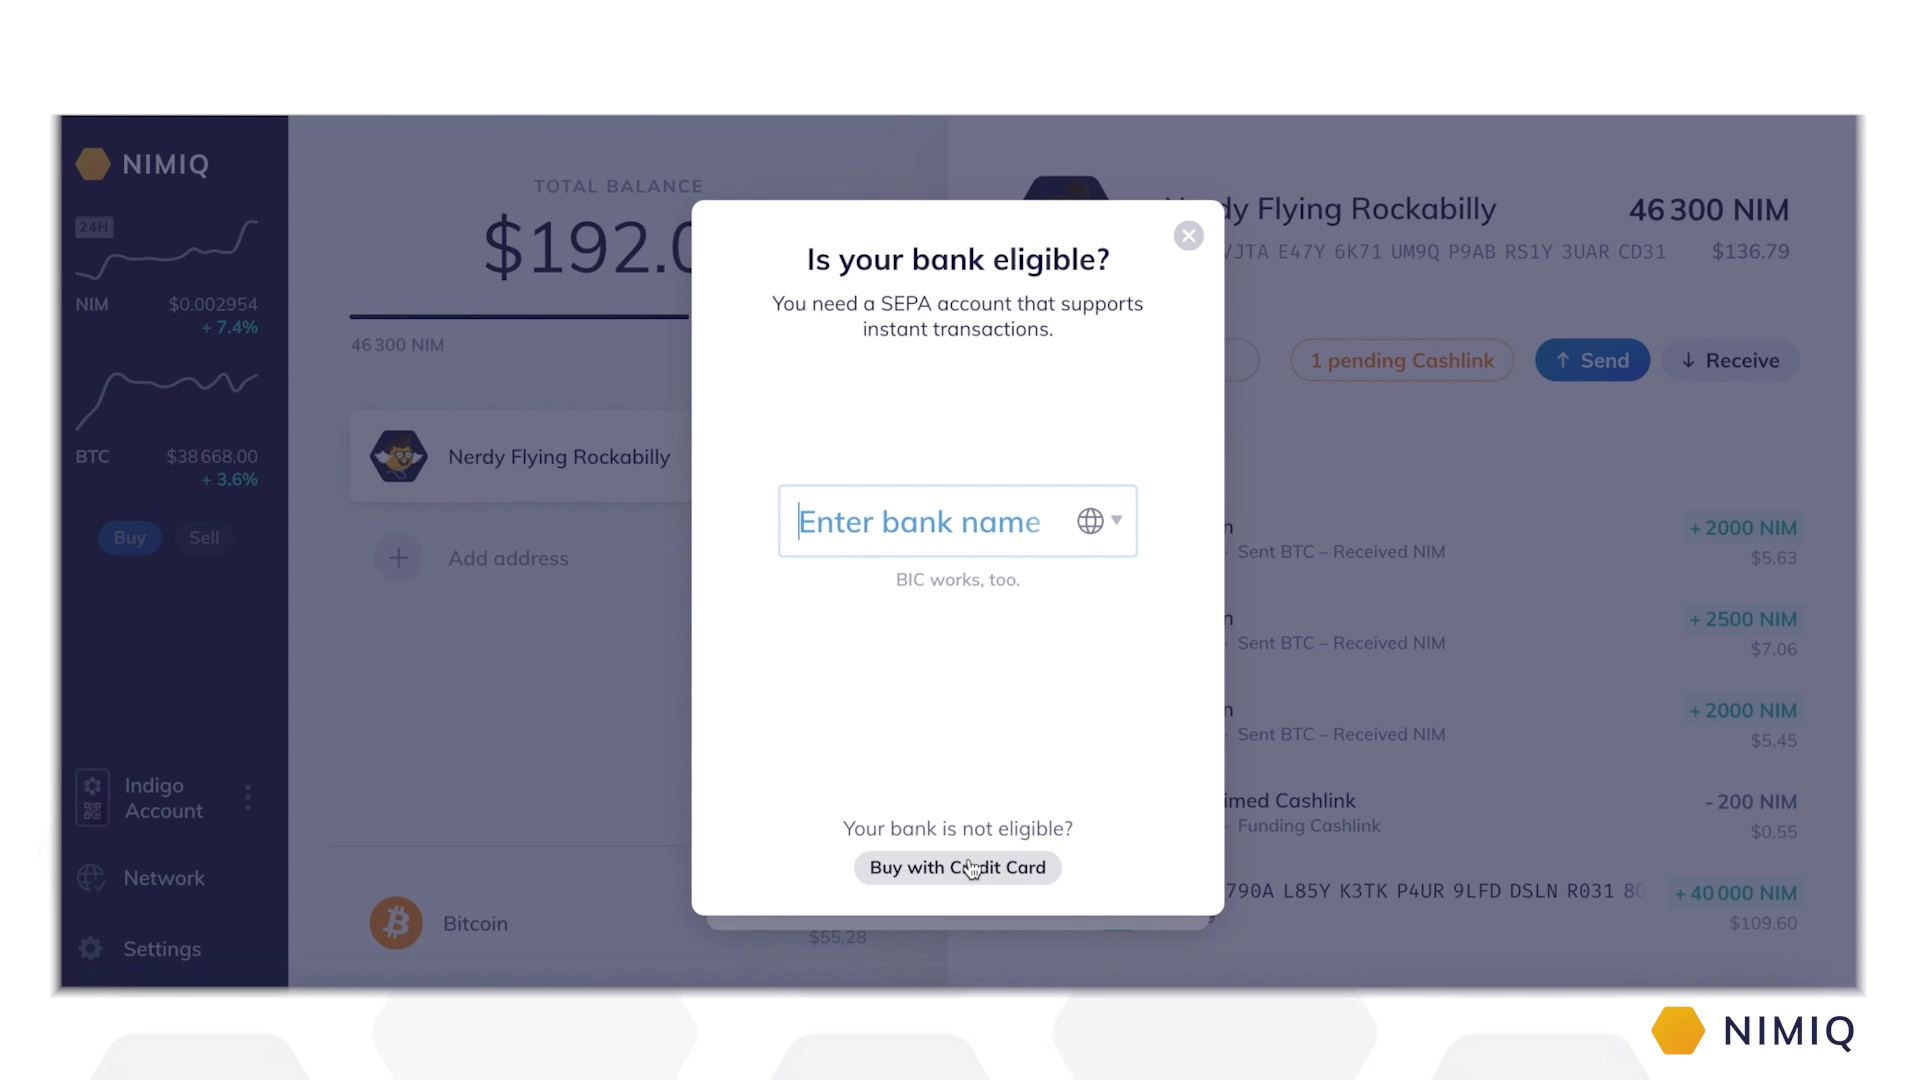 NIMIQ
24H
NIM $0.002954
+ 7.4%
BTC $38 668.00
+ 3.6%
Buy Sell
Indigo
Account
Network
Settings
TOTAL BALANCE
$192.0
46 300 NIM
Nerdy Flying Rockabilly
Add address
Bitcoin
$55.28
Is your bank eligible?
You need a SEPA account that supports
instant transactions.
Enter bank name
BIC works, too.
Your bank is not eligible?
Buy with Credit Card
Flying Rockabilly 46 300 NIM
VJTA E47Y 6K71 UM9Q P9AB RS1Y 3UAR CD31 $136.79
1 pending Cashlink ↑ Send ↓ Receive
+ 2000 NIM
Sent BTC – Received NIM $5.63
+ 2500 NIM
Sent BTC – Received NIM $7.06
+ 2000 NIM
Sent BTC – Received NIM $5.45
Cashlink - 200 NIM
Funding Cashlink $0.55
790A L85Y K3TK P4UR 9LFD DSLN R031 + 40 000 NIM
$109.60
NIMIQ